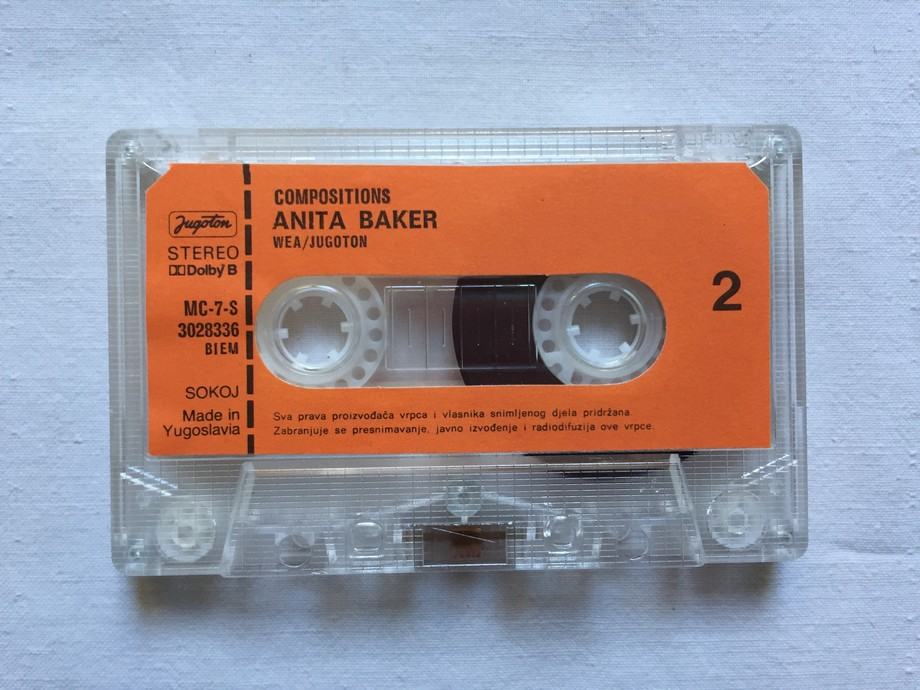 Jugoton
STEREO
Dolby B
MC-7-S
3028336
BIEM
SOKOJ
Made in
Yugoslavia
COMPOSITIONS
ANITA BAKER
WEA/JUGOTON
2
Sva prava proizvođača vrpca i vlasnika snimljenog djela pridržana.
Zabranjuje se presnimavanje, javno izvođenje i radiodifuzija ove vrpce.